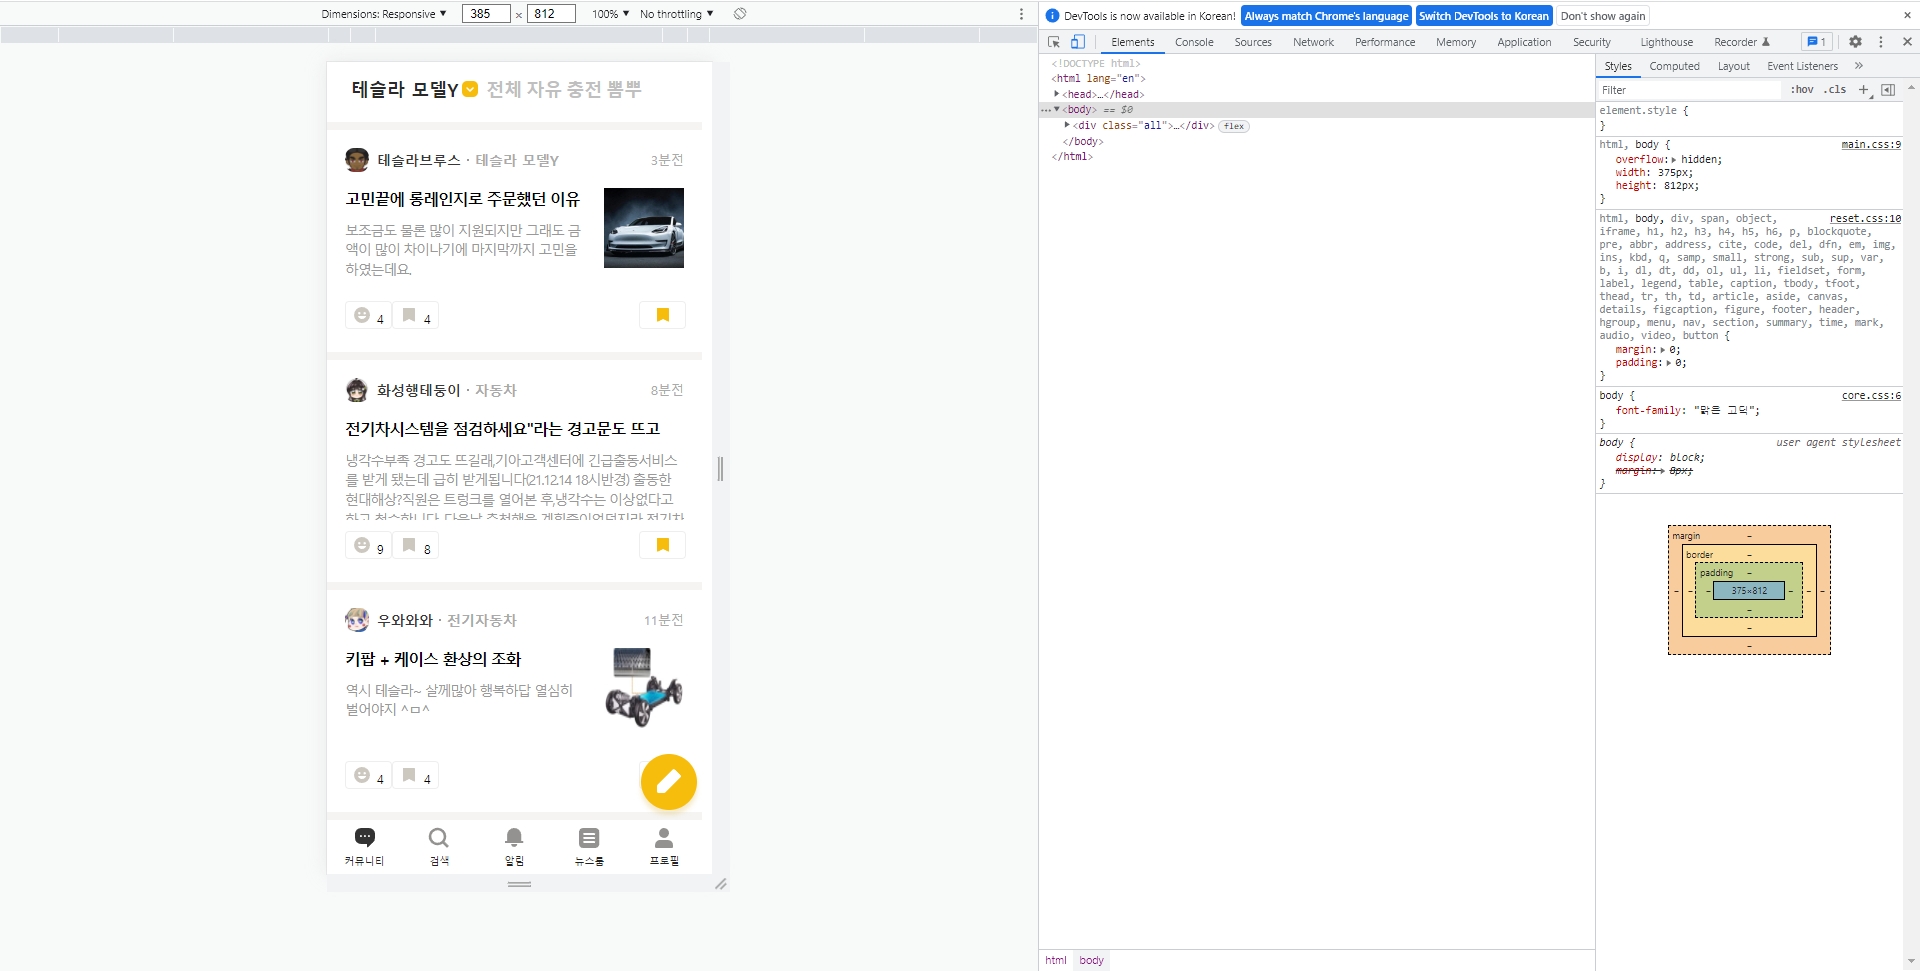 Dimensions: Responsive ▼ 385 × 812 100% ▼ No throttling ▼
테슬라 모델Y 전체 자유 충전 뽐뿌
테슬라브루스 · 테슬라 모델Y 3분전
고민끝에 롱레인지로 주문했던 이유
보조금도 물론 많이 지원되지만 그래도 금
액이 많이 차이나기에 마지막까지 고민을
하였는데요.
4 4
화성행테둥이 · 자동차 8분전
전기차시스템을 점검하세요"라는 경고문도 뜨고
냉각수부족 경고도 뜨길래,기아고객센터에 긴급출동서비스
를 받게 됐는데 급히 받게됩니다(21.12.14 18시반경) 출동한
현대해상?직원은 트렁크를 열어본 후,냉각수는 이상없다고
9 8
우와와와 · 전기자동차 11분전
키팝 + 케이스 환상의 조화
역시 테슬라~ 살께많아 행복하답 열심히
벌어야지 ^ㅁ^
4 4
커뮤니티 검색 알림 뉴스룸 프로필
DevTools is now available in Korean! Always match Chrome's language Switch DevTools to Korean Don't show again ×
Elements Console Sources Network Performance Memory Application Security Lighthouse Recorder 1
<!DOCTYPE html>
<html lang="en">
▶<head>…</head>
…▼<body> == $0
▶<div class="all">…</div> flex
</body>
</html>
html body
Styles Computed Layout Event Listeners »
Filter :hov .cls +
element.style {
}
html, body { main.css:9
overflow:▶ hidden;
width: 375px;
height: 812px;
}
html, body, div, span, object, reset.css:10
iframe, h1, h2, h3, h4, h5, h6, p, blockquote,
pre, abbr, address, cite, code, del, dfn, em, img,
ins, kbd, q, samp, small, strong, sub, sup, var,
b, i, dl, dt, dd, ol, ul, li, fieldset, form,
label, legend, table, caption, tbody, tfoot,
thead, tr, th, td, article, aside, canvas,
details, figcaption, figure, footer, header,
hgroup, menu, nav, section, summary, time, mark,
audio, video, button {
margin:▶ 0;
padding:▶ 0;
}
body { core.css:6
font-family: "맑은 고딕";
}
body { user agent stylesheet
display: block;
margin:▶ 8px;
}
margin –
border –
padding –
– – – 375×812 – – –
–
–
–